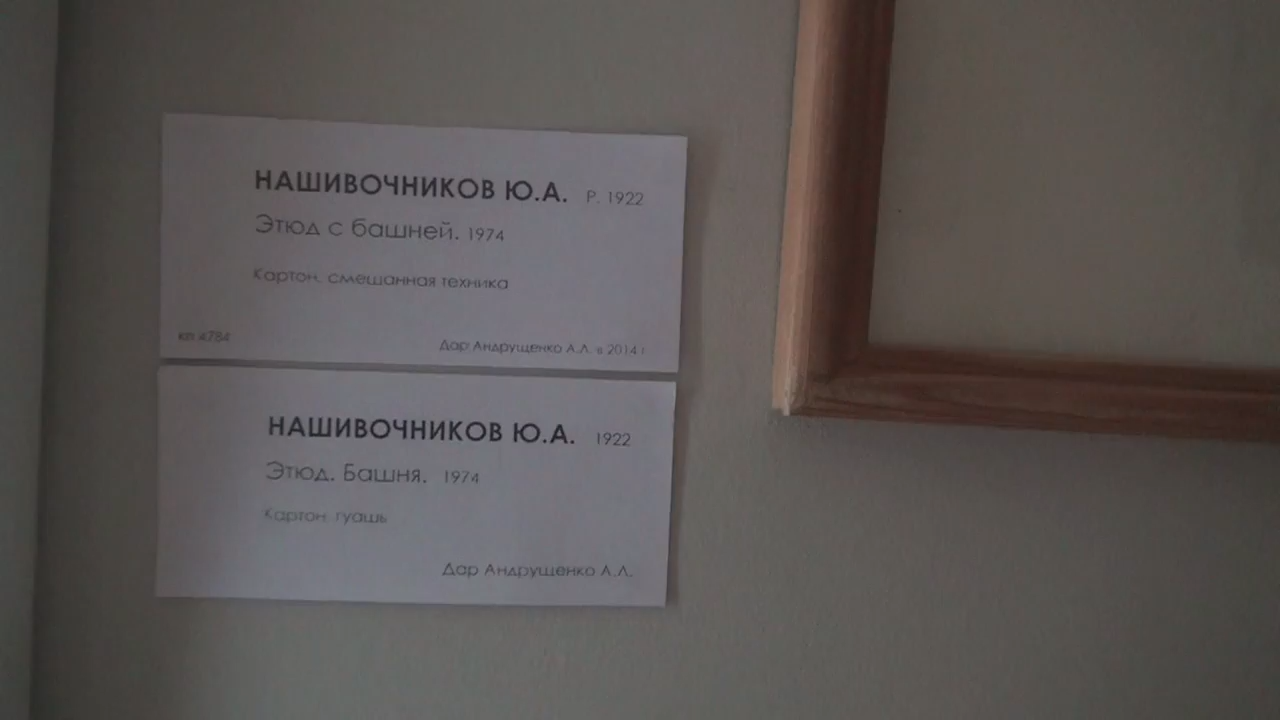 НАШИВОЧНИКОВ Ю.А. Р. 1922
Этюд с башней. 1974
Картон. смешанная техника
кп 4784
Дар Андрущенко А.Л. в 2014 г
НАШИВОЧНИКОВ Ю.А. 1922
Этюд. Башня. 1974
Картон. гуашь
Дар Андрущенко А.Л.